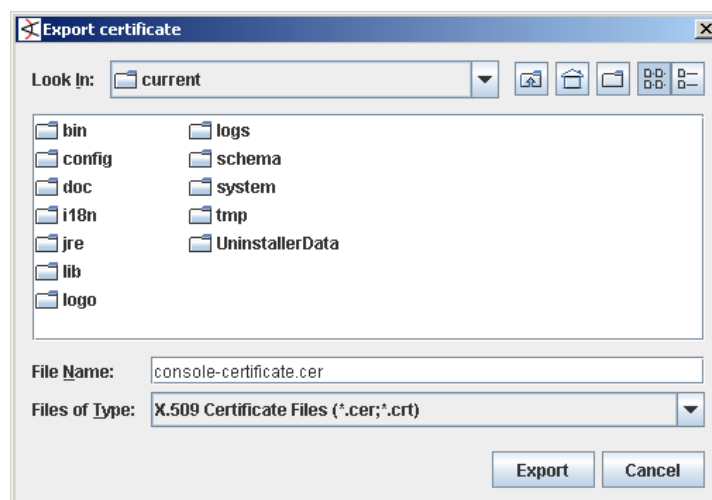 Export certificate
Look In: current
bin
config
doc
i18n
jre
lib
logo
logs
schema
system
tmp
UninstallerData
File Name: console-certificate.cer
Files of Type: X.509 Certificate Files (*.cer;*.crt)
Export Cancel